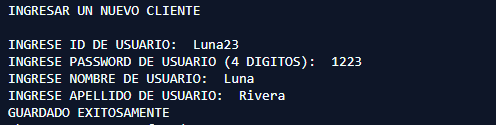 INGRESAR UN NUEVO CLIENTE
INGRESE ID DE USUARIO:  Luna23
INGRESE PASSWORD DE USUARIO (4 DIGITOS):  1223
INGRESE NOMBRE DE USUARIO:  Luna
INGRESE APELLIDO DE USUARIO:  Rivera
GUARDADO EXITOSAMENTE